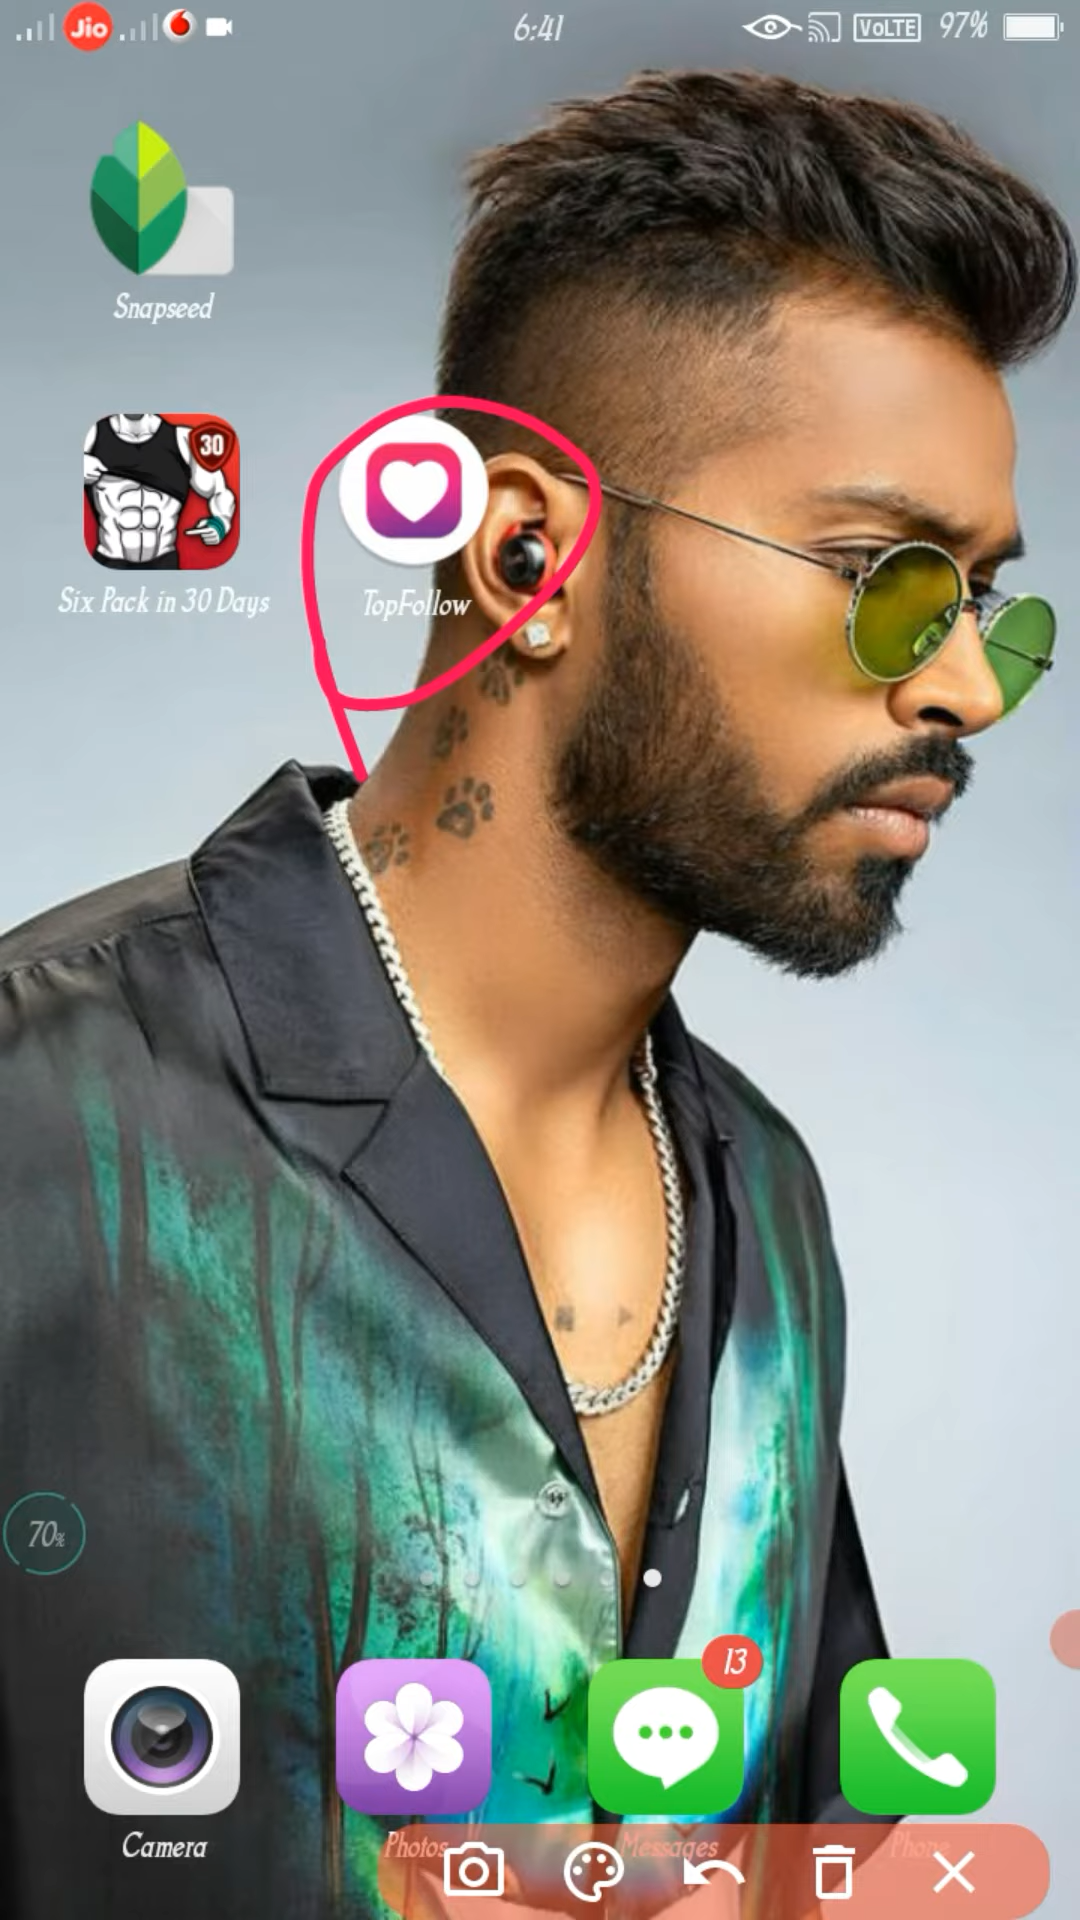 Jio
6:41
VoLTE
97%
Snapseed
30
Six Pack in 30 Days
TopFollow
70%
13
Camera
Photos
Messages
Phone